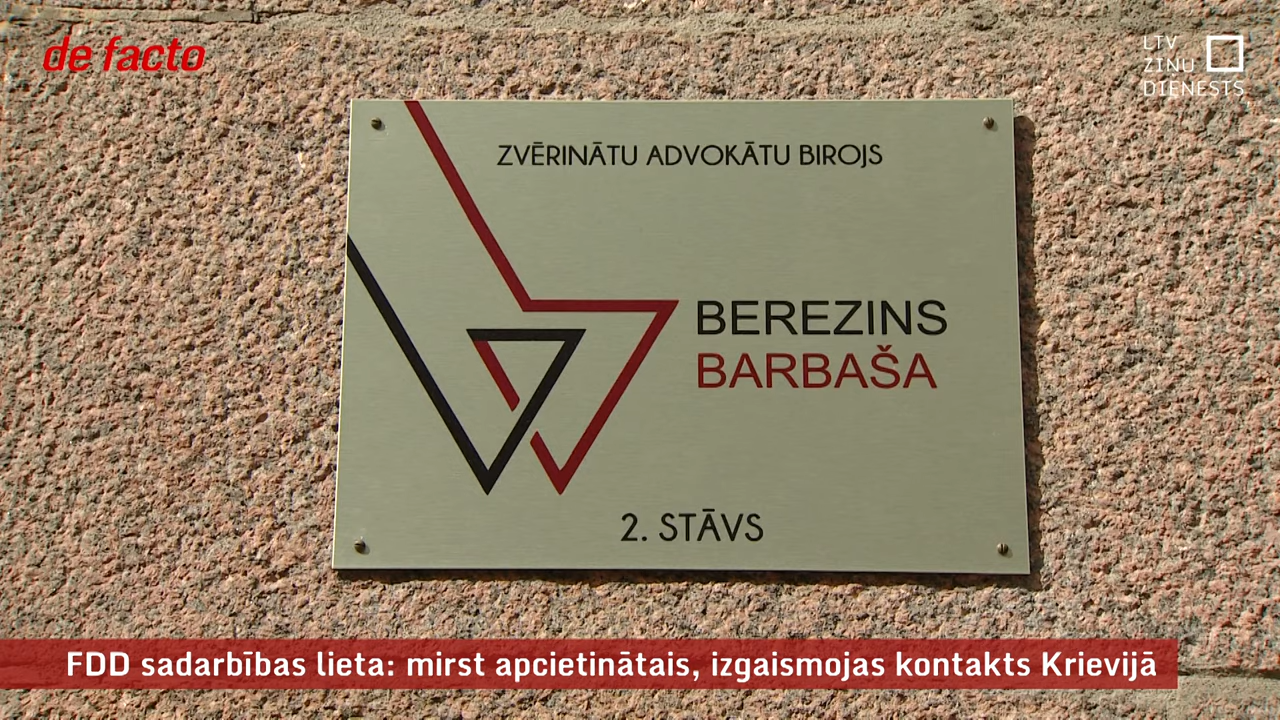 de facto
LTV
ZIŅU
DIENESTS
ZVĒRINĀTU ADVOKĀTU BIROJS
BEREZINS
BARBAŠA
2. STĀVS
FDD sadarbības lieta: mirst apcietinātais, izgaismojas kontakts Krievijā